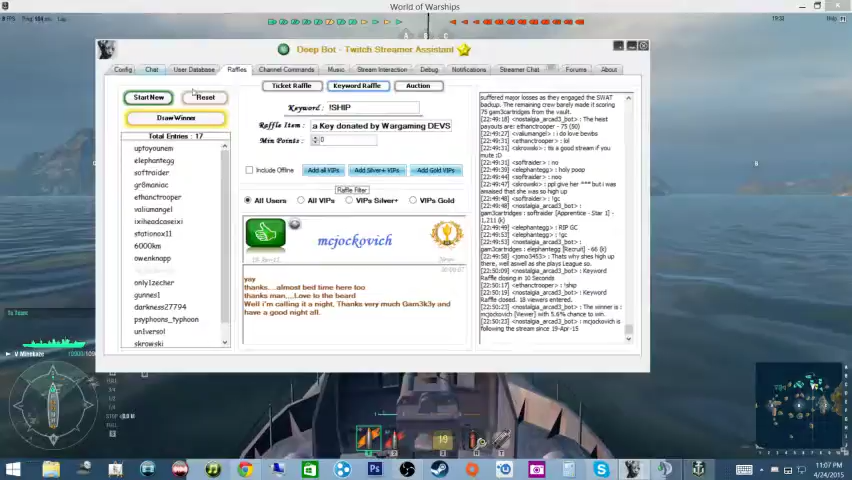 World of Warships
19:30
A B C
Deep Bot - Twitch Streamer Assistant
Config Chat User Database Raffles Channel Commands Music Stream Interaction Debug Notifications Streamer Chat Forums About
Start New Reset
Draw Winner
Total Entries : 17
uptoyounem
elephantegg
softraider
gr8maniac
ethanctrooper
valiumangel
ixiheadcaseixi
stationox11
6000km
owenknapp
only1zecher
gunnes1
darkness27794
psyphoons_typhoon
un1versol
skrowski
Ticket Raffle Keyword Raffle Auction
Keyword : !SHIP
Raffle Item : a Key donated by Wargaming DEVS
Min Points : 0
Include Offline Add all VIPs Add Silver+ VIPs Add Gold VIPs
Raffle Filter
All Users All VIPs VIPs Silver+ VIPs Gold
mcjockovich
yay
thanks....almost bed time here too
thanks man,...Love to the beard
Well i'm calling it a night, Thanks very much Gam3k3y and
have a good night all.
suffered major losses as they engaged the SWAT
backup. The remaining crew barely made it scoring
75 gam3cartridges from the vault.
[22:49:18] <nostalgia_arcad3_bot> : The heist
payouts are: ethanctrooper - 75 (50)
[22:49:27] <valiumangel> : i do love bewbs
[22:49:31] <ethanctrooper> : lol
[22:49:31] <skrowski> : tis a good stream if you
mute :D
[22:49:31] <softraider> : no
[22:49:36] <elephantegg> : holy poop
[22:49:44] <softraider> : noo
[22:49:47] <skrowski> : ppl give her *** but i was
amaised that she was so high up
[22:49:48] <softraider> : !gc
[22:49:48] <nostalgia_arcad3_bot> :
gam3cartridges : softraider [Apprentice - Star 1] -
1,211 (k)
[22:49:49] <elephantegg> : RIP GC
[22:49:53] <elephantegg> : !gc
[22:49:53] <nostalgia_arcad3_bot> :
gam3cartridges : elephantegg [Recruit] - 66 (k)
[22:49:58] <jomo3453> : Thats why shes high up
there, well aswell as she plays League so.
[22:50:09] <nostalgia_arcad3_bot> : Keyword
Raffle closing in 10 Seconds
[22:50:17] <ethanctrooper> : !ship
[22:50:19] <nostalgia_arcad3_bot> : Keyword
Raffle closed. 18 viewers entered.
[22:50:23] <nostalgia_arcad3_bot> : The winner is :
mcjockovich [Viewer] with 5.6% chance to win.
[22:50:23] <nostalgia_arcad3_bot> : mcjockovich is
following the stream since 19-Apr-15
V Minekaze
STOP
19
11:07 PM
4/24/2015